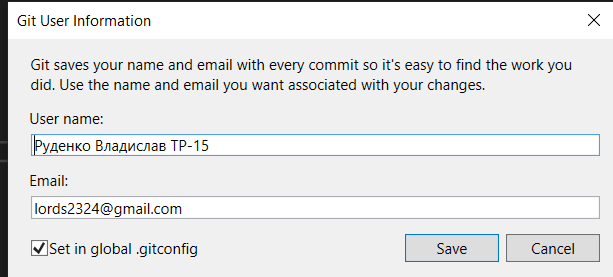 Git User Information
Git saves your name and email with every commit so it's easy to find the work you
did. Use the name and email you want associated with your changes.
User name:
Руденко Владислав ТР-15
Email:
lords2324@gmail.com
Set in global .gitconfig
Save
Cancel